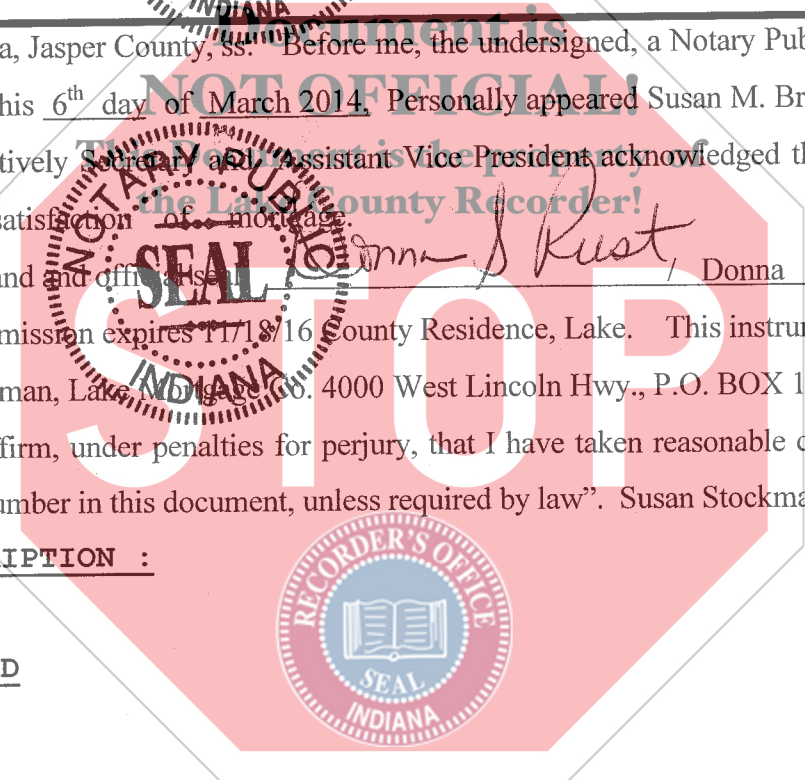 INDIANA
Document is
a, Jasper County, ss. Before me, the undersigned, a Notary Pub
NOT OFFICIAL!
his 6th day of March 2014, Personally appeared Susan M. Br
This Document is the property of
tively Secretary and Assistant Vice President acknowledged th
the Lake County Recorder!
satisfaction of mortgage.
NOTARY PUBLIC
SEAL
INDIANA
and and official seal Donna S Rust, Donna
mission expires 11/18/16 County Residence, Lake. This instru
man, Lake Mortgage Co. 4000 West Lincoln Hwy., P.O. BOX 1
STOP
ffirm, under penalties for perjury, that I have taken reasonable c
umber in this document, unless required by law”. Susan Stockma
IPTION :
D
RECORDER'S OFFICE
SEAL
INDIANA